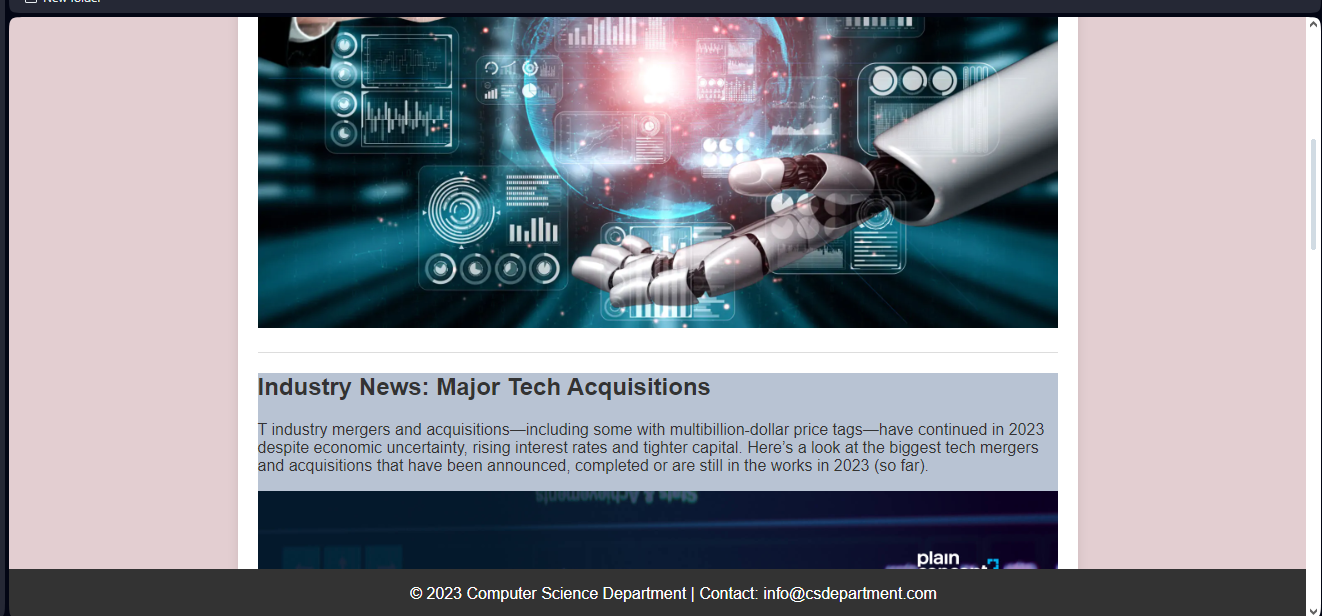 New folder
Industry News: Major Tech Acquisitions
T industry mergers and acquisitions—including some with multibillion-dollar price tags—have continued in 2023
despite economic uncertainty, rising interest rates and tighter capital. Here’s a look at the biggest tech mergers
and acquisitions that have been announced, completed or are still in the works in 2023 (so far).
Stats & Achievements
plain
concept
© 2023 Computer Science Department | Contact: info@csdepartment.com